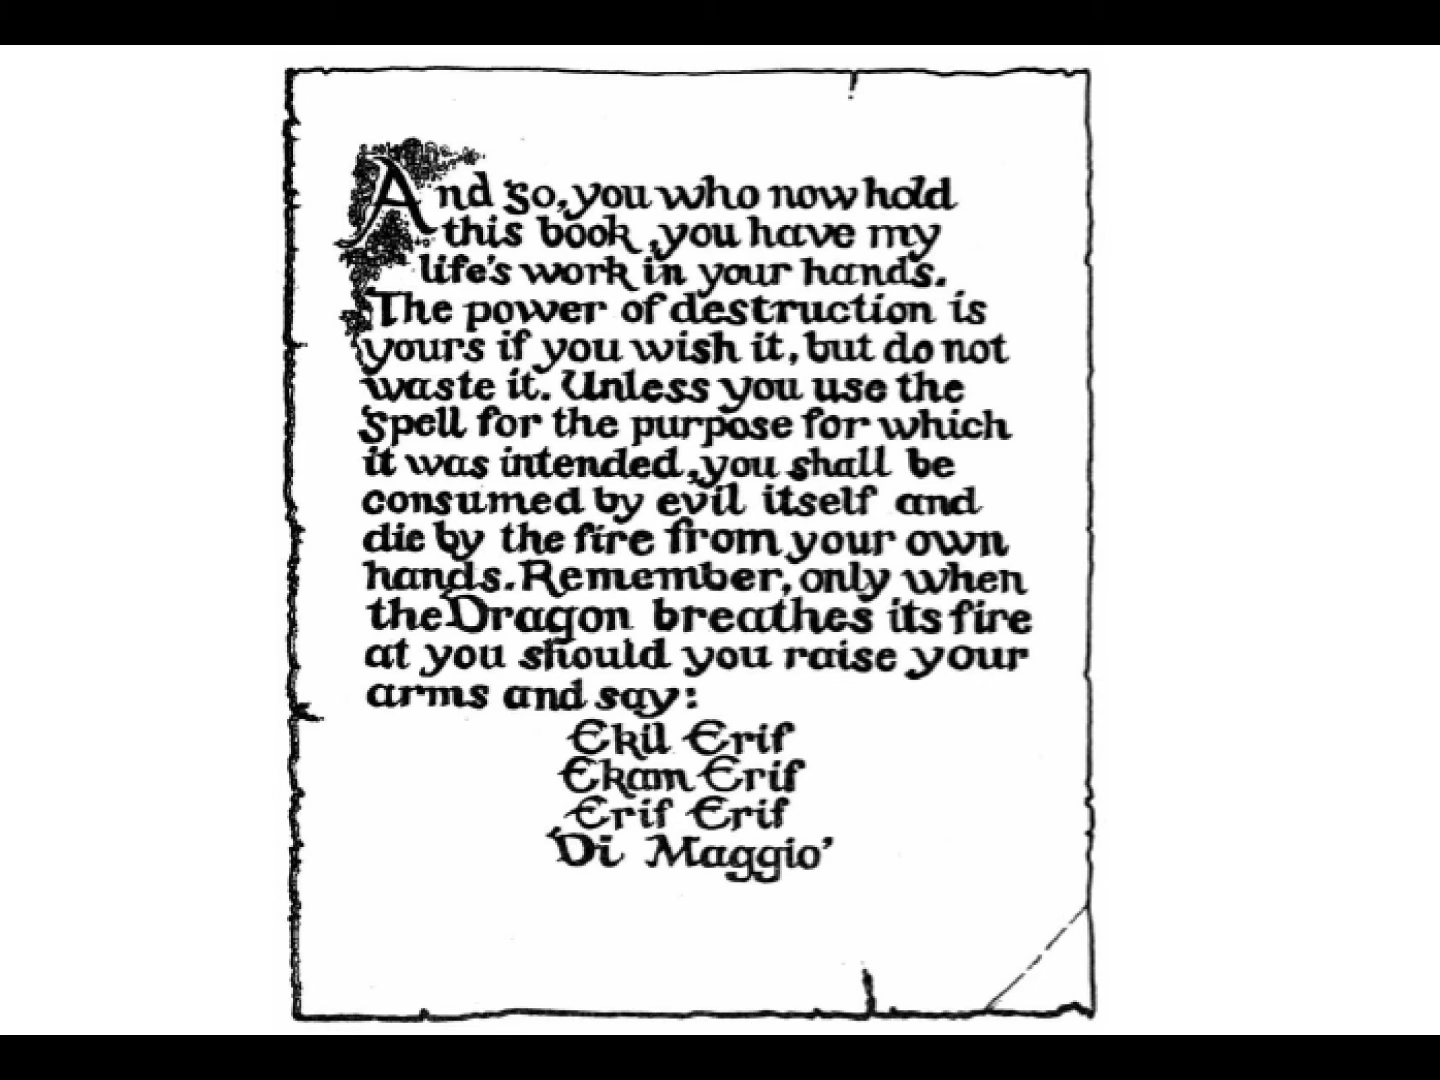 And so, you who now hold
this book, you have my
life's work in your hands.
The power of destruction is
yours if you wish it, but do not
waste it. Unless you use the
spell for the purpose for which
it was intended, you shall be
consumed by evil itself and
die by the fire from your own
hands. Remember, only when
the Dragon breathes its fire
at you should you raise your
arms and say:
Ekil Erif
Ekam Erif
Erif Erif
'Di Maggio'